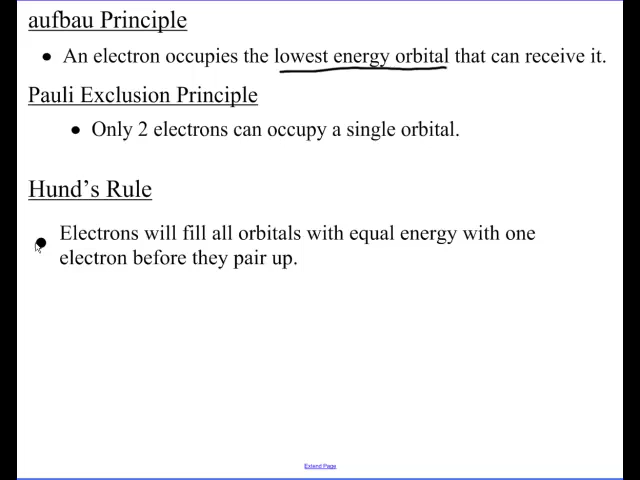 aufbau Principle
● An electron occupies the lowest energy orbital that can receive it.
Pauli Exclusion Principle
● Only 2 electrons can occupy a single orbital.
Hund's Rule
● Electrons will fill all orbitals with equal energy with one
electron before they pair up.
Extend Page